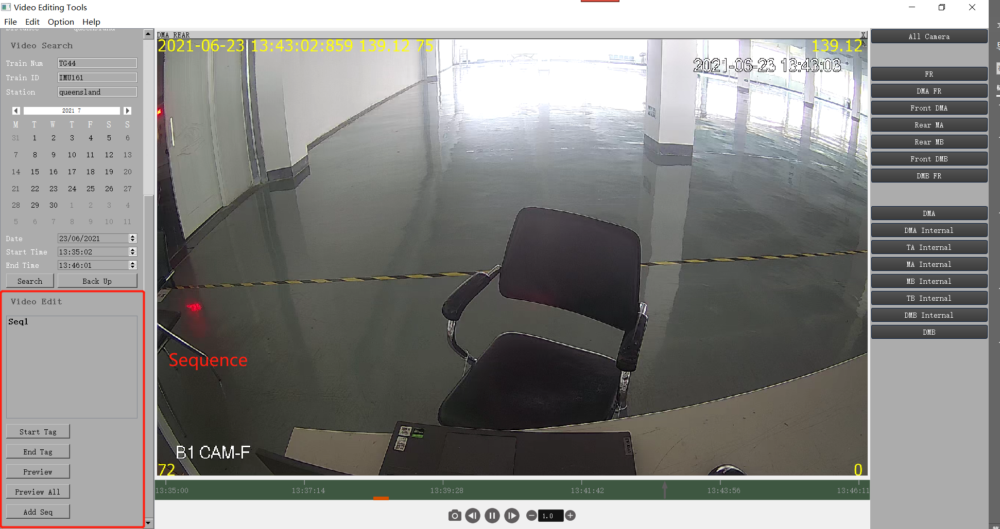 Video Editing Tools
File Edit Option Help
Distance queensland
Video Search
Train Num TG44
Train ID IMU161
Station queensland
2021 7
M T W T F S S
31 1 2 3 4 5 6
7 8 9 10 11 12 13
14 15 16 17 18 19 20
21 22 23 24 25 26 27
28 29 30 1 2 3 4
5 6 7 8 9 10 11
Date 23/06/2021
Start Time 13:35:02
End Time 13:46:01
Search Back Up
Video Edit
Seq1
Start Tag
End Tag
Preview
Preview All
Add Seq
DMA REAR X
2021-06-23 13:43:02:859 139.12 75 139.12
2021-06-23 13:43:03
Sequence
B1 CAM-F
72 0
13:35:00 13:37:14 13:39:28 13:41:42 13:43:56 13:46:11
1.0
All Camera
FR
DMA FR
Front DMA
Rear MA
Rear MB
Front DMB
DMB FR
DMA
DMA Internal
TA Internal
MA Internal
MB Internal
TB Internal
DMB Internal
DMB